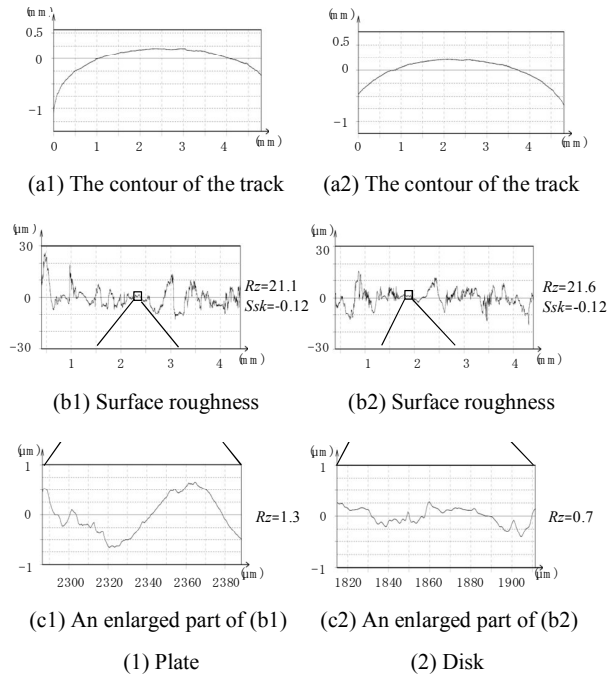 (mm) (mm)
0.5 0.5
0 0
-1 -1
0 1 2 3 4 (mm) 0 1 2 3 4 (mm)
(a1) The contour of the track (a2) The contour of the track
(μm) (μm)
30 30
0 0
Rz=21.1 Rz=21.6
Ssk=-0.12 Ssk=-0.12
-30 -30
1 2 3 4 (mm) 1 2 3 4 (mm)
(b1) Surface roughness (b2) Surface roughness
(μm) (μm)
1 1
0 Rz=1.3 0 Rz=0.7
-1 -1
2300 2320 2340 2360 2380 (μm) 1820 1840 1860 1880 1900 (μm)
(c1) An enlarged part of (b1) (c2) An enlarged part of (b2)
(1) Plate (2) Disk